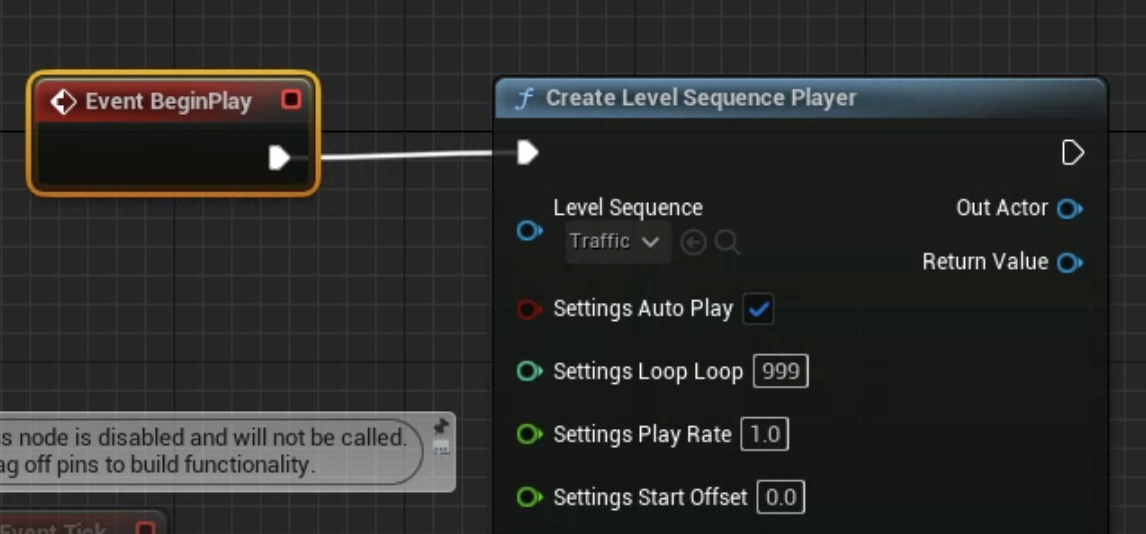 Event BeginPlay
Create Level Sequence Player
Level Sequence
Traffic
Out Actor
Return Value
Settings Auto Play
Settings Loop Loop 999
Settings Play Rate 1.0
Settings Start Offset 0.0
s node is disabled and will not be called.
ag off pins to build functionality.
Event Tick